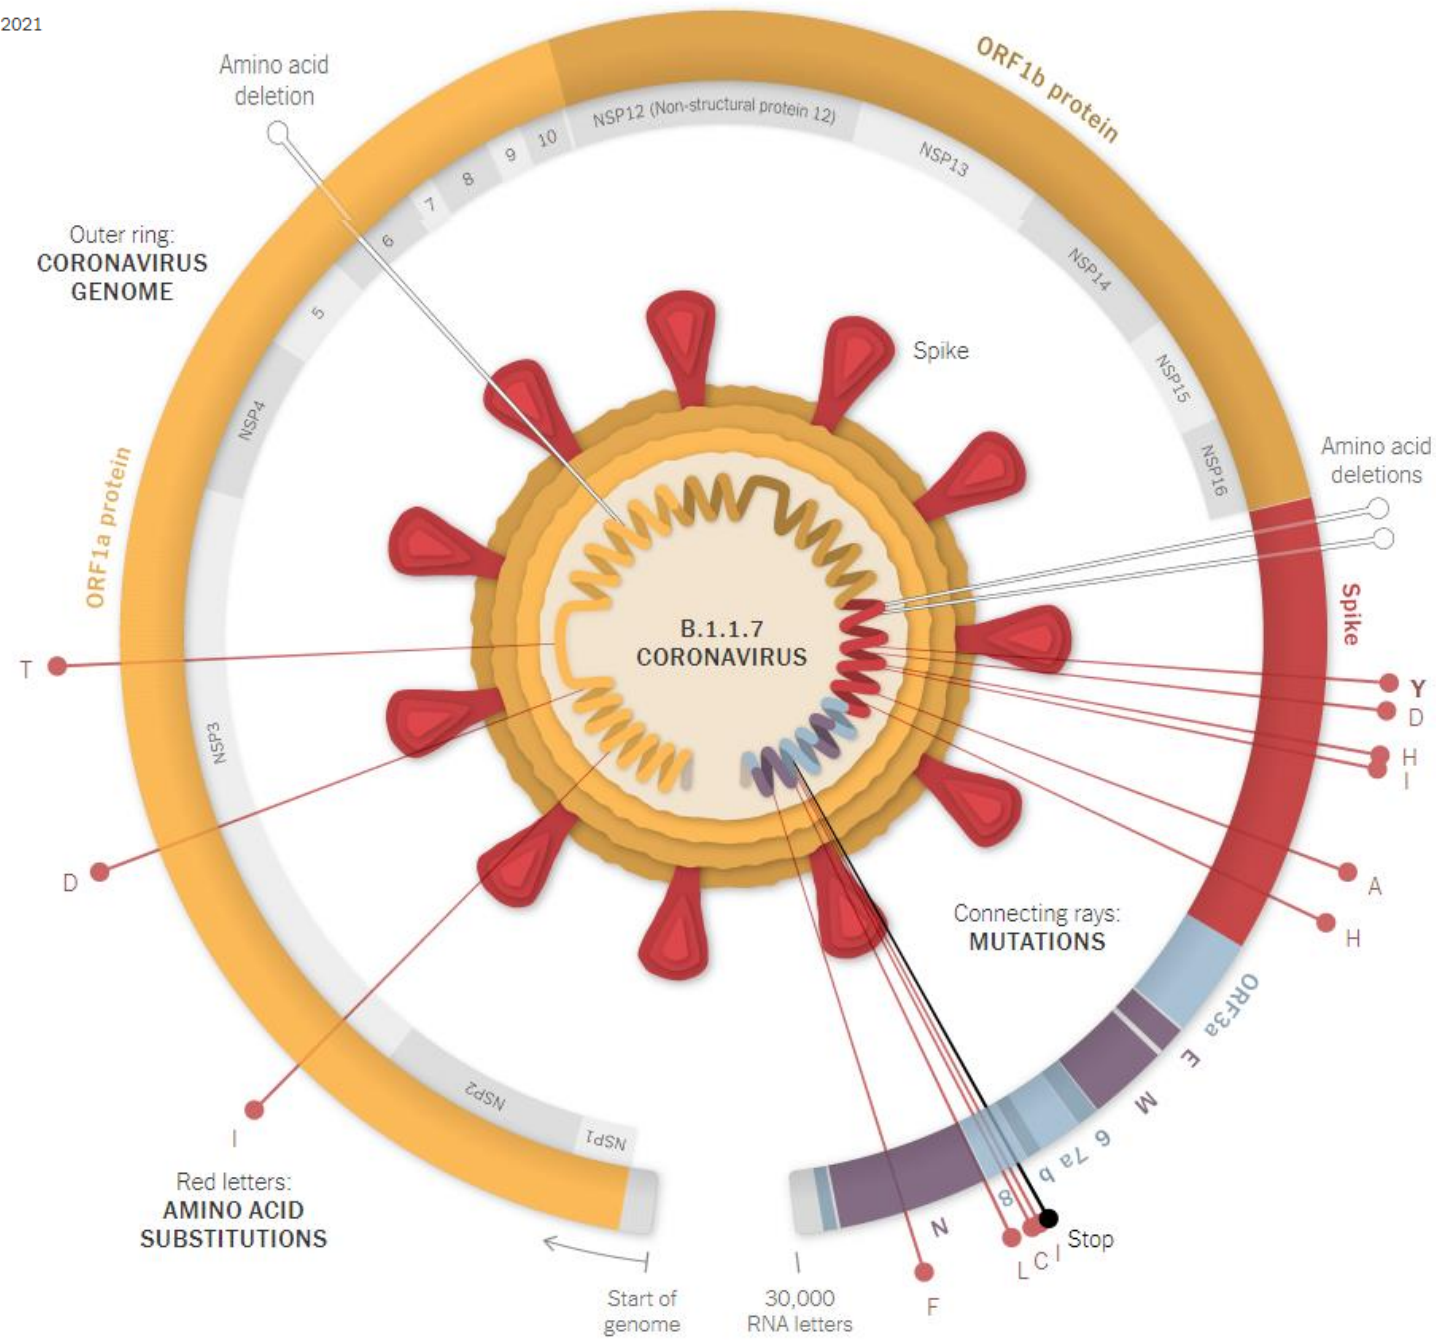 2021
Amino acid
deletion
ORF1b protein
NSP12 (Non-structural protein 12)
10
9
8
7
6
5
NSP4
NSP3
NSP2
NSP1
NSP13
NSP14
NSP15
NSP16
Outer ring:
CORONAVIRUS
GENOME
Spike
ORF1a protein
Amino acid
deletions
Spike
B.1.1.7
CORONAVIRUS
T
D
I
Y
D
H
I
A
H
Connecting rays:
MUTATIONS
ORF3a
E
M
6
7a
b
8
N
Red letters:
AMINO ACID
SUBSTITUTIONS
Stop
L
C
I
F
Start of
genome
30,000
RNA letters